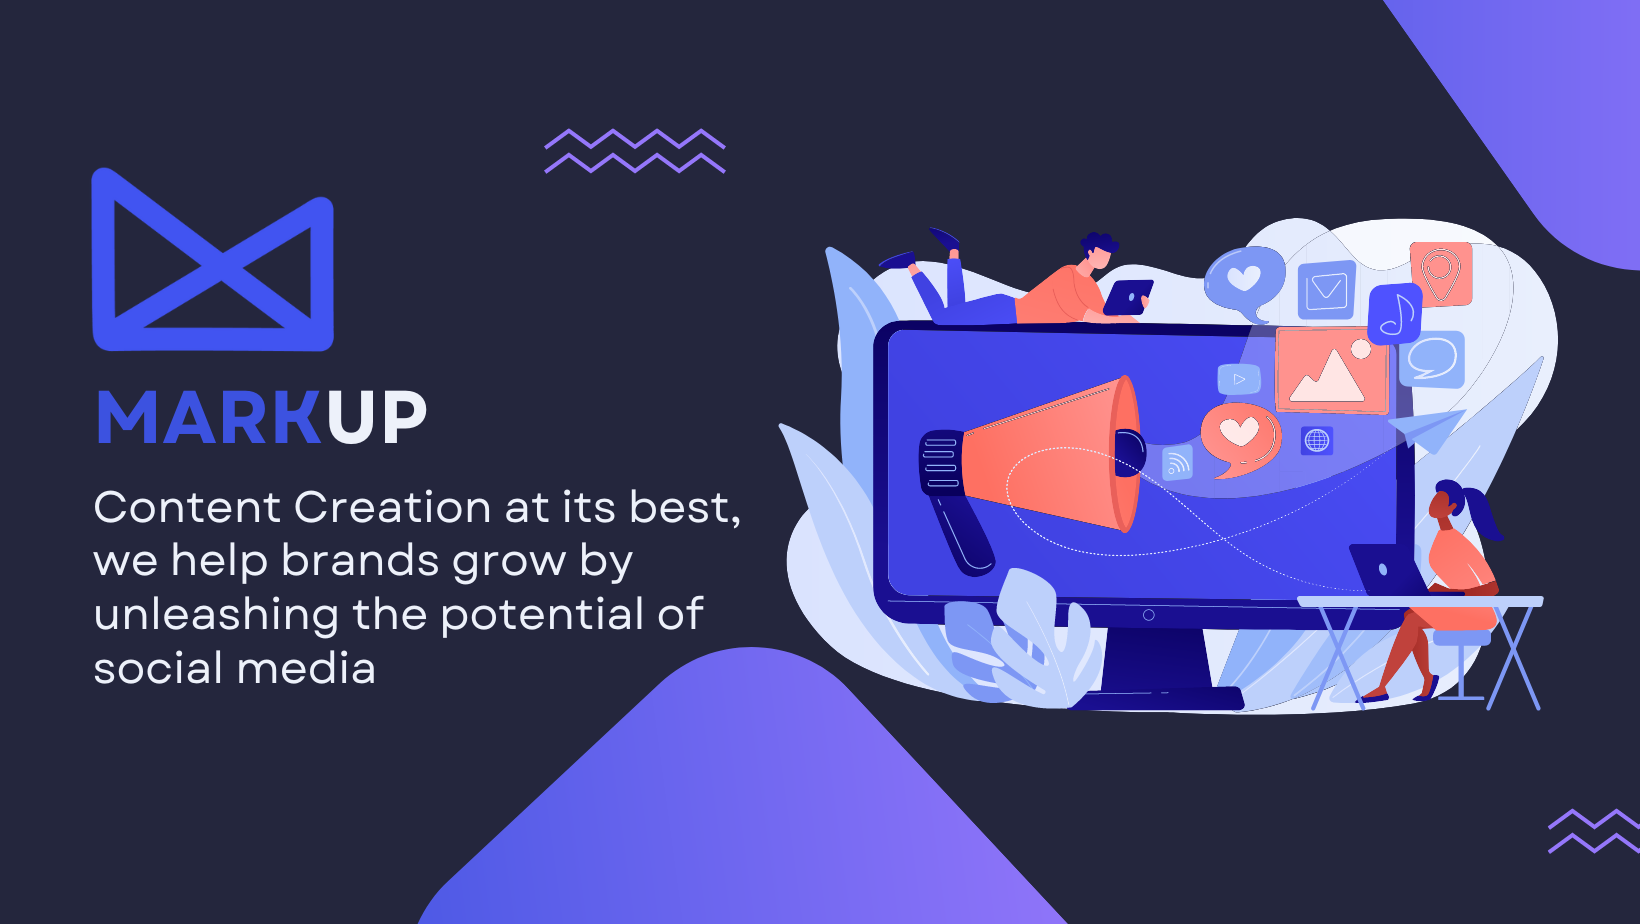 MARKUP
Content Creation at its best,
we help brands grow by
unleashing the potential of
social media